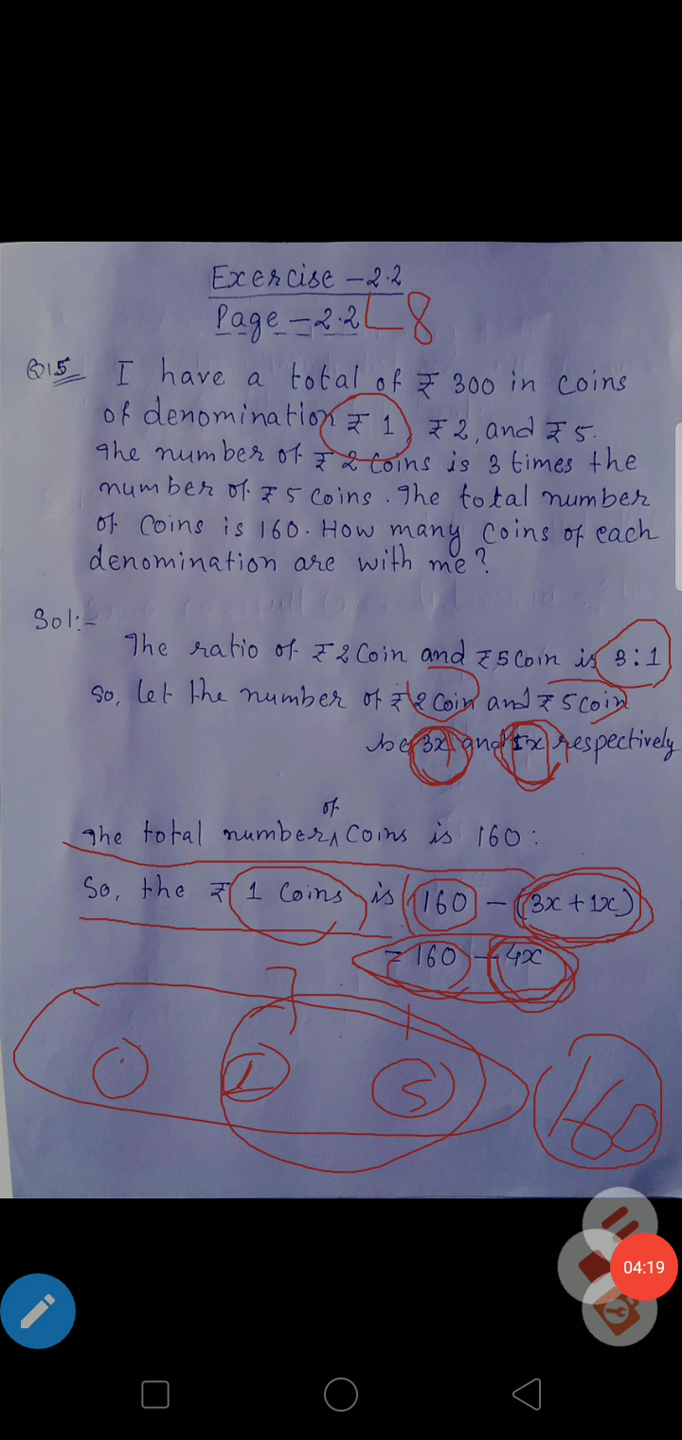 Exercise - 2.2
Page - 2.2 8
Q15 I have a total of ₹ 300 in coins
of denomination ₹ 1, ₹ 2, and ₹ 5.
The number of ₹ 2 coins is 3 times the
number of ₹ 5 coins. The total number
of coins is 160. How many coins of each
denomination are with me?
Sol:-
The ratio of ₹ 2 Coin and ₹ 5 Coin is 3:1
So, let the number of ₹ 2 Coin and ₹ 5 Coin
be 3x and 1x respectively
The total number of Coins is 160:
So, the ₹ 1 Coins is 160 - (3x + 1x)
= 160 - 4x
1 2 5 160
04:19